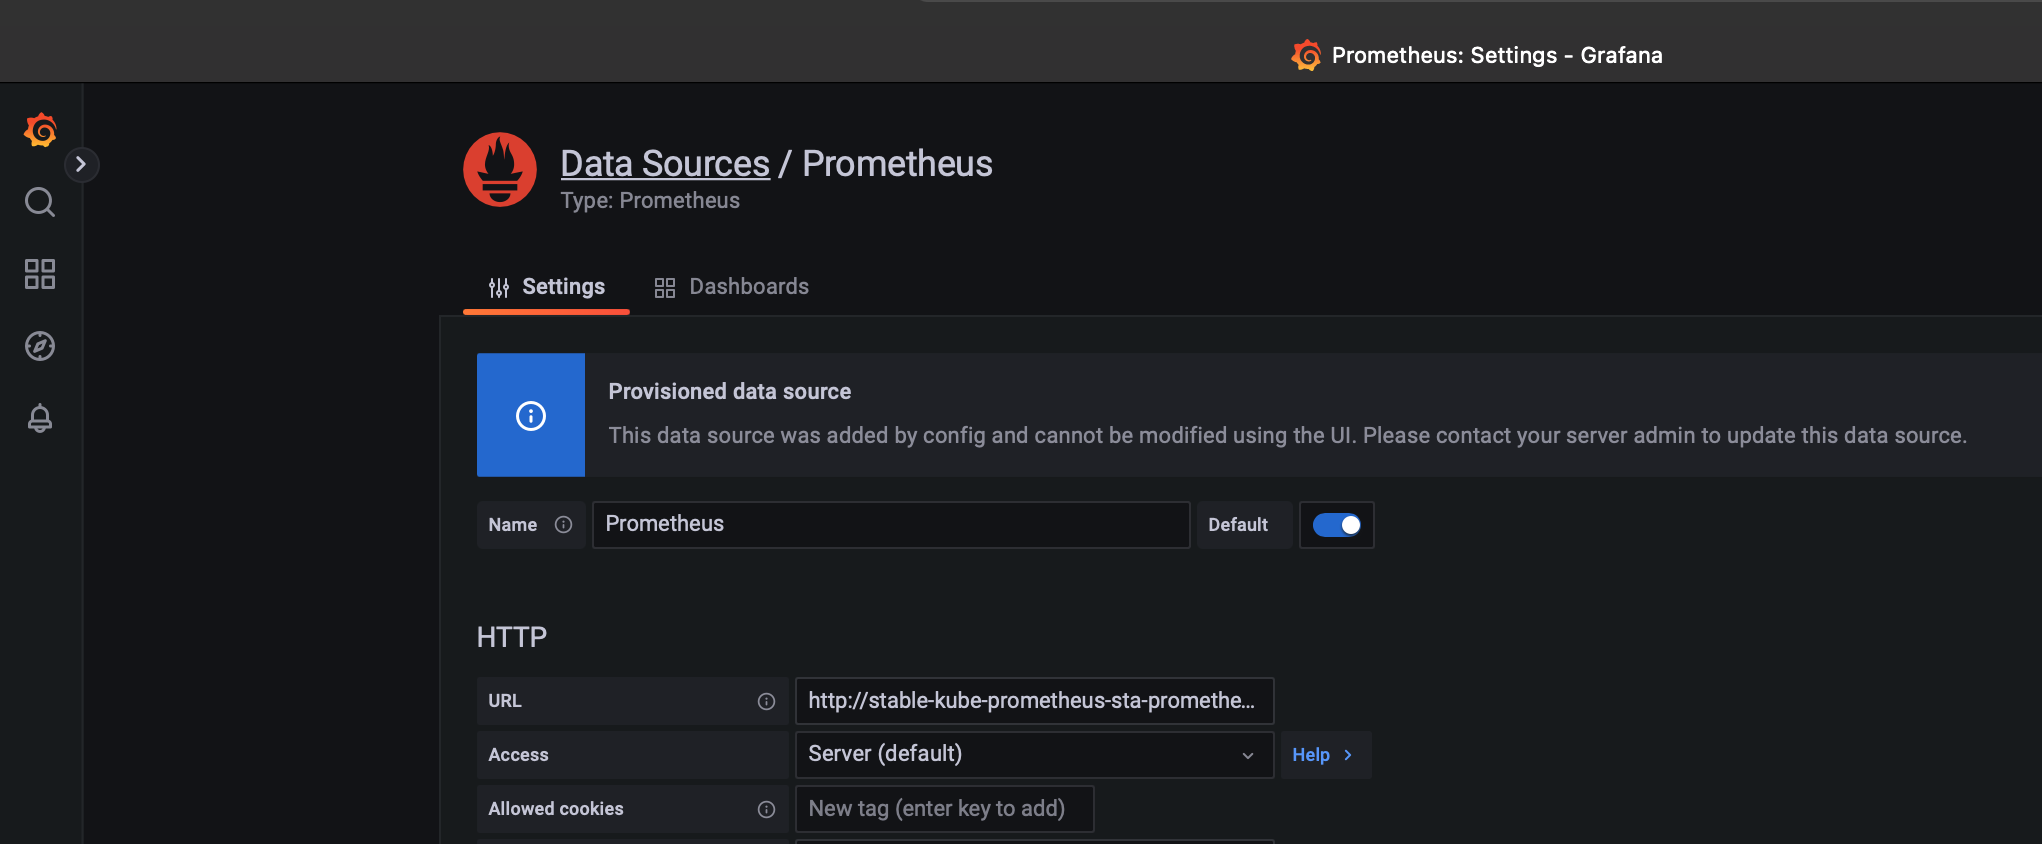 Prometheus: Settings - Grafana
Data Sources / Prometheus
Type: Prometheus
Settings Dashboards
Provisioned data source
This data source was added by config and cannot be modified using the UI. Please contact your server admin to update this data source.
Name Prometheus Default
HTTP
URL http://stable-kube-prometheus-sta-promethe...
Access Server (default) Help
Allowed cookies New tag (enter key to add)